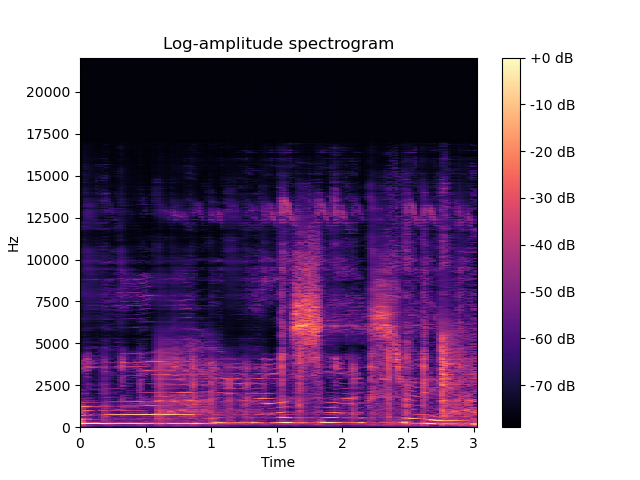 Log-amplitude spectrogram
Hz
20000
17500
15000
12500
10000
7500
5000
2500
0
0 0.5 1 1.5 2 2.5 3
Time
+0 dB
-10 dB
-20 dB
-30 dB
-40 dB
-50 dB
-60 dB
-70 dB